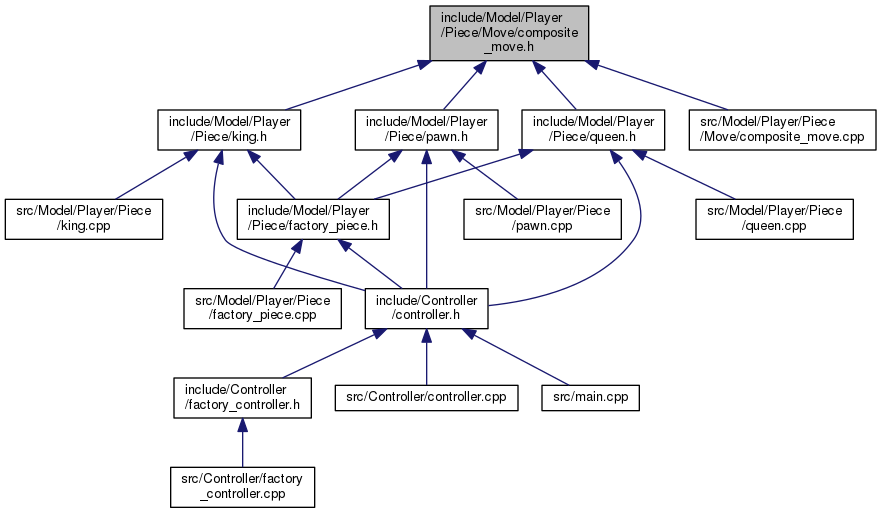 include/Model/Player
/Piece/Move/composite
_move.h
include/Model/Player
/Piece/king.h
include/Model/Player
/Piece/pawn.h
include/Model/Player
/Piece/queen.h
src/Model/Player/Piece
/Move/composite_move.cpp
src/Model/Player/Piece
/king.cpp
include/Model/Player
/Piece/factory_piece.h
src/Model/Player/Piece
/pawn.cpp
src/Model/Player/Piece
/queen.cpp
src/Model/Player/Piece
/factory_piece.cpp
include/Controller
/controller.h
include/Controller
/factory_controller.h
src/Controller/controller.cpp
src/main.cpp
src/Controller/factory
_controller.cpp